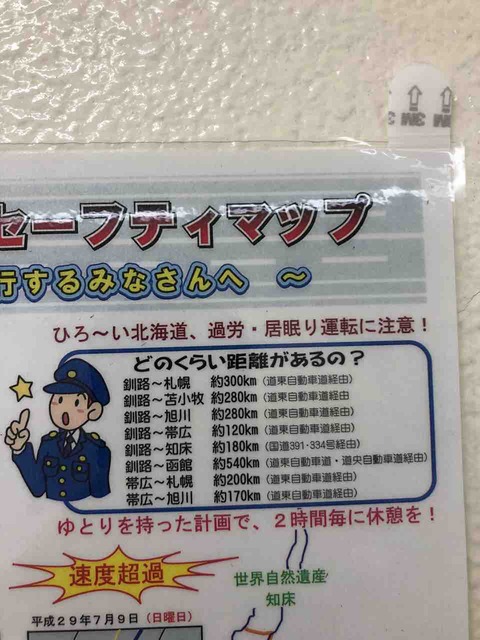 3M
セーフティマップ
行するみなさんへ ～
ひろ～い北海道、過労・居眠り運転に注意！
どのくらい距離があるの？
釧路～札幌 約300km（道東自動車道経由）
釧路～苫小牧 約280km（道東自動車道経由
釧路～旭川 約280km（道東自動車道経由）
釧路～帯広 約120km（道東自動車道経由）
釧路～知床 約180km（国道391･334号経由）
釧路～函館 約540km（道東自動車道・道央自動車道経由）
帯広～札幌 約200km（道東自動車道経由）
帯広～旭川 約170km（道東自動車道経由）
ゆとりを持った計画で、２時間毎に休憩を！
速度超過
世界自然遺産
知床
平成２９年７月９日（日曜日）